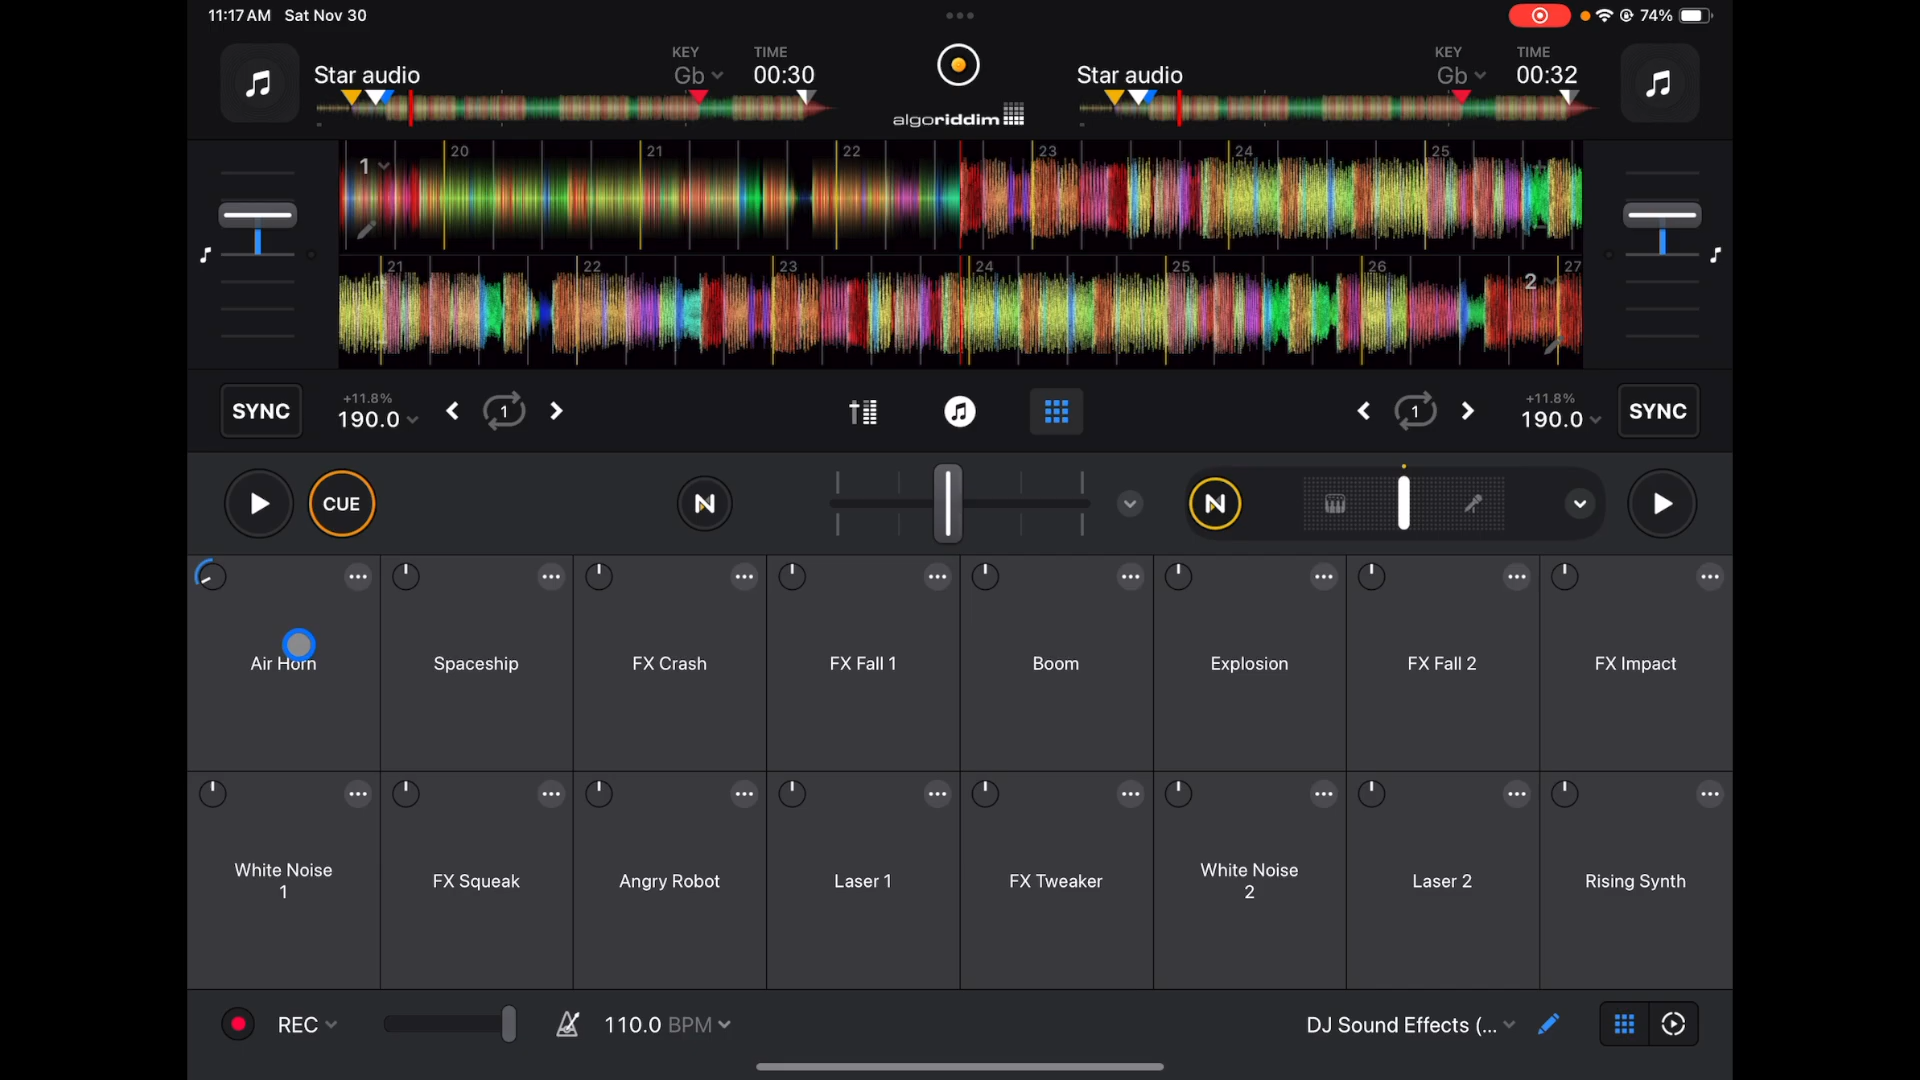 11:17 AM Sat Nov 30
74%
Star audio
KEY
Gb
TIME
00:30
algoriddim
Star audio
KEY
Gb
TIME
00:32
1 20 21 22 23 24 25
21 22 23 24 25 26 2 27
SYNC
+11.8%
190.0
1
1
+11.8%
190.0
SYNC
CUE
Air Horn
Spaceship
FX Crash
FX Fall 1
Boom
Explosion
FX Fall 2
FX Impact
White Noise
1
FX Squeak
Angry Robot
Laser 1
FX Tweaker
White Noise
2
Laser 2
Rising Synth
REC
110.0 BPM
DJ Sound Effects (...